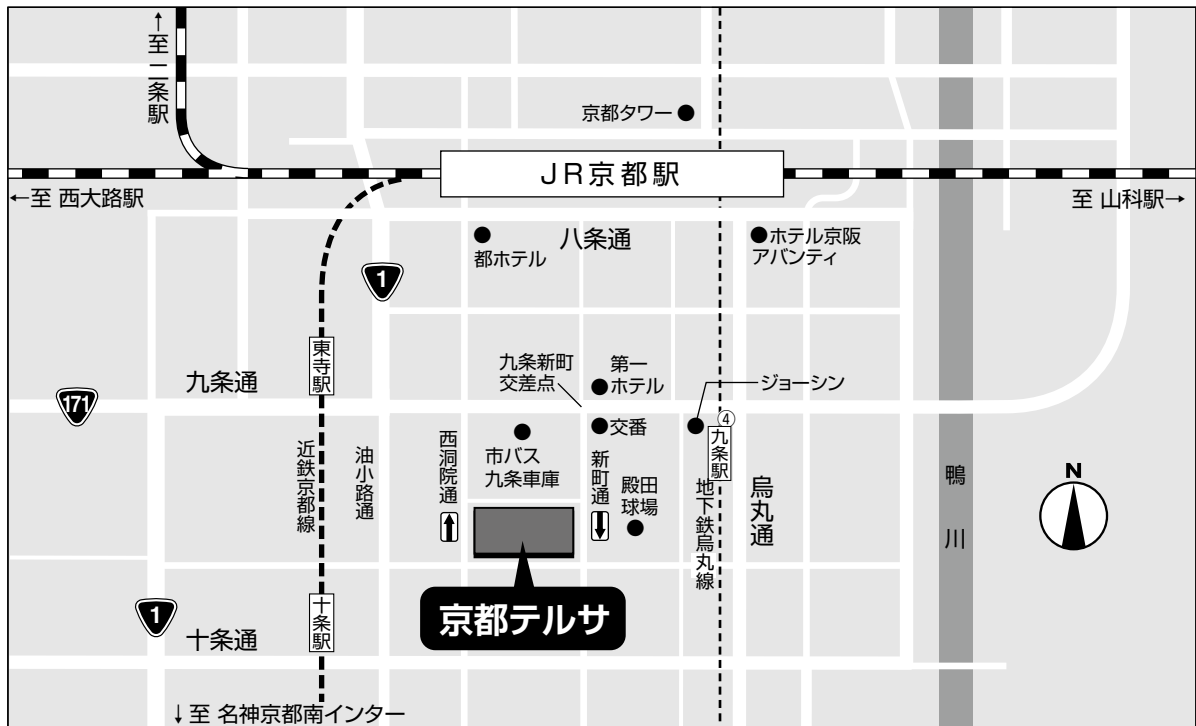 ↑至二条駅
京都タワー
JR京都駅
←至 西大路駅
至 山科駅→
都ホテル
八条通
ホテル京阪
アバンティ
1
東寺駅
九条通
九条新町
交差点
第一
ホテル
ジョーシン
171
交番
④
九条駅
近鉄京都線
油小路通
西洞院通
市バス
九条車庫
新町通
殿田
球場
地下鉄烏丸線
烏丸通
鴨川
N
京都テルサ
1
十条通
十条駅
↓至 名神京都南インター